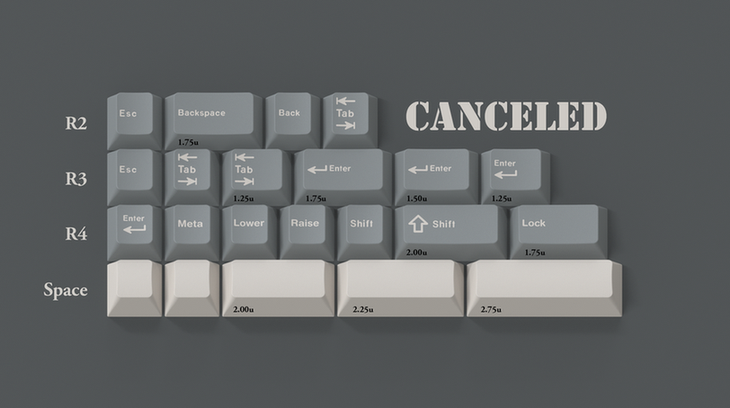 R2
Esc
Backspace
1.75u
Back
Tab
CANCELED
R3
Esc
Tab
Tab
1.25u
Enter
1.75u
Enter
1.50u
Enter
1.25u
R4
Enter
Meta
Lower
Raise
Shift
Shift
2.00u
Lock
1.75u
Space
2.00u
2.25u
2.75u